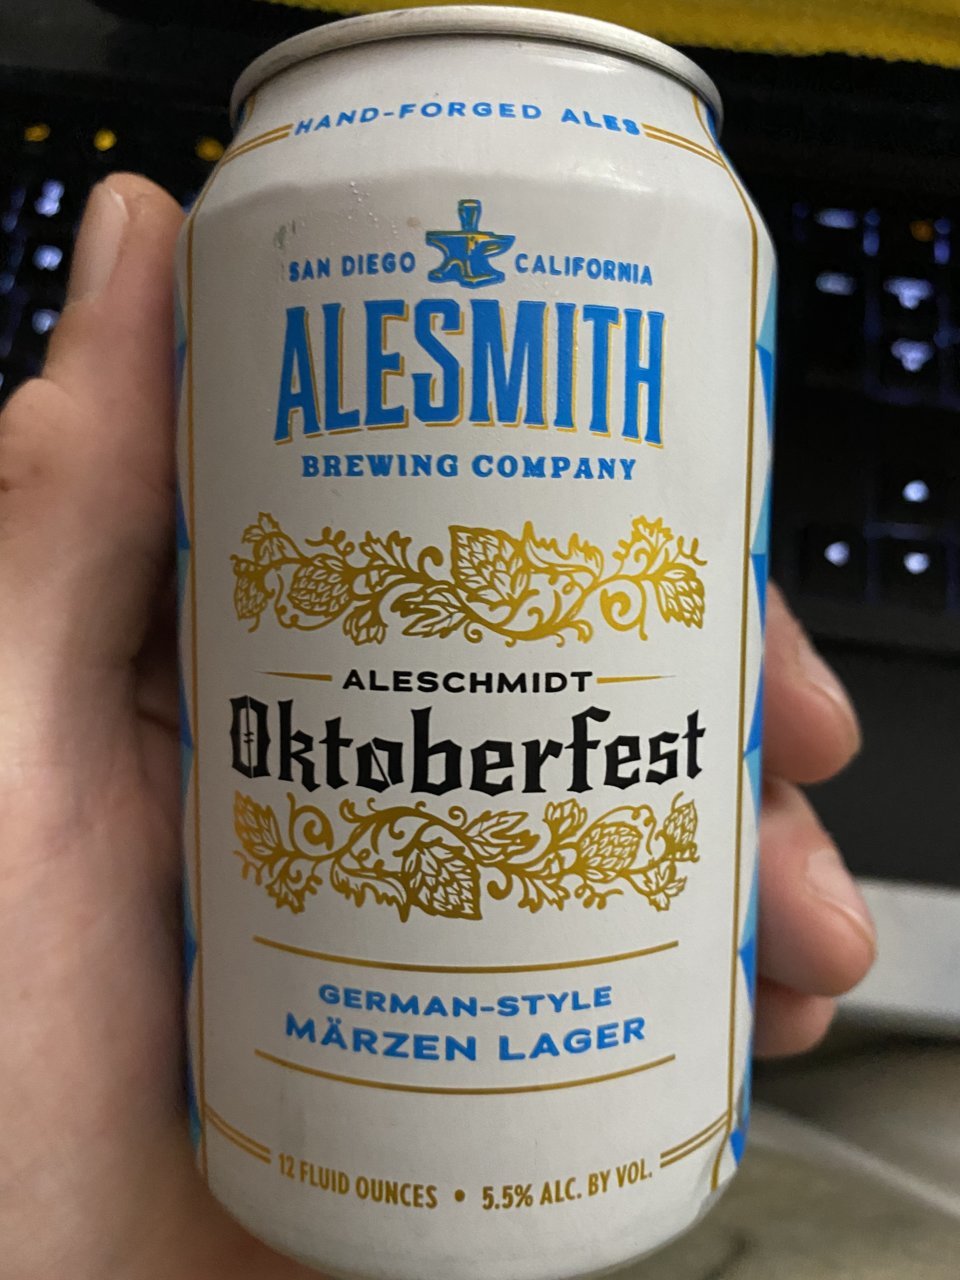 HAND-FORGED ALES
SAN DIEGO CALIFORNIA
ALESMITH
BREWING COMPANY
ALESCHMIDT
Oktoberfest
GERMAN-STYLE
MÄRZEN LAGER
12 FLUID OUNCES • 5.5% ALC. BY VOL.